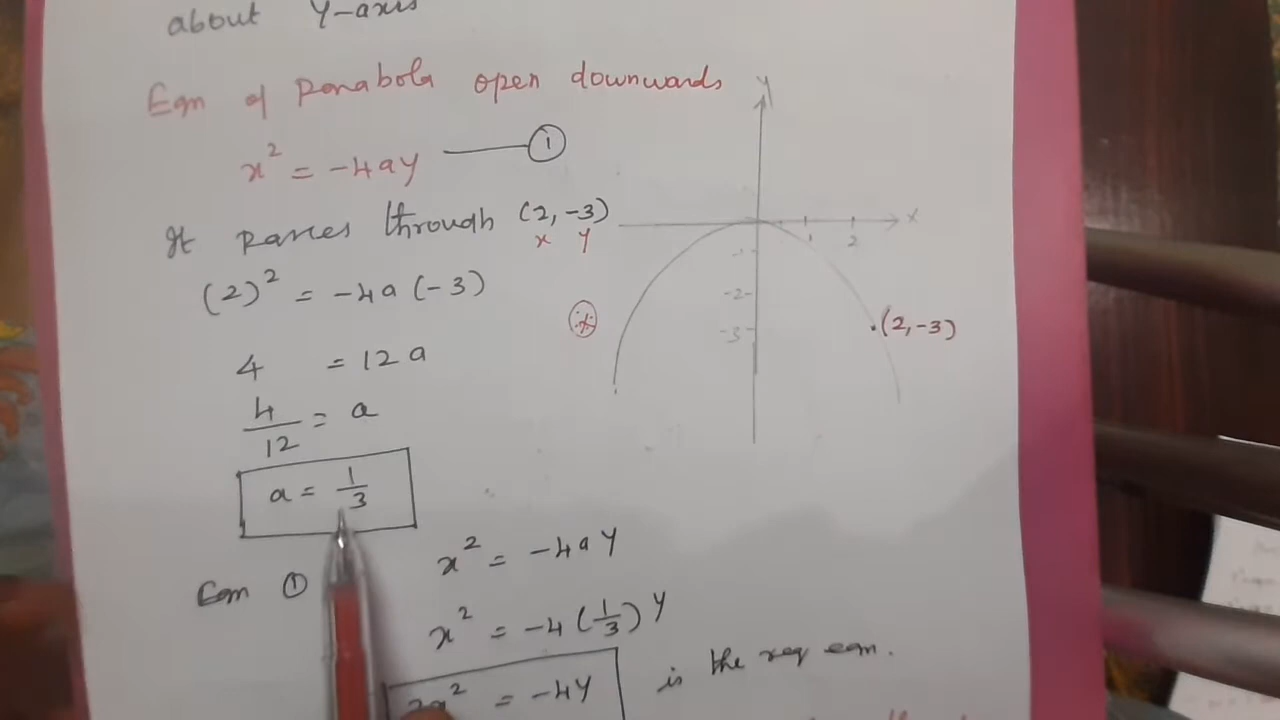 about Y-axis
Eqn of Parabola open downwards
x² = -4ay ——— ①
It passes through (2, -3)
x y
(2)² = -4a (-3)
4 = 12a
4/12 = a
a = 1/3
Eqn ① x² = -4ay
x² = -4 (1/3) y
3x² = -4y is the req eqn.
y
x
1 2
-1
-2
-3
(2,-3)